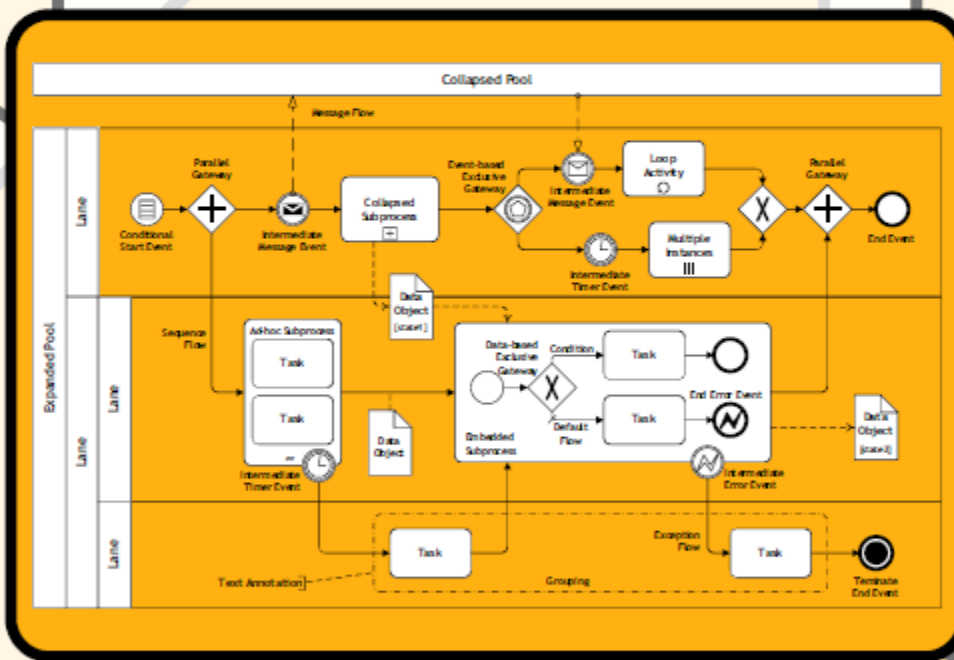 Collapsed Pool
Message Flow
Expanded Pool
Lane
Parallel
Gateway
Conditional
Start Event
Intermediate
Message Event
Collapsed
Subprocess
Event-based
Exclusive
Gateway
Intermediate
Message Event
Loop
Activity
Intermediate
Timer Event
Multiple
Instances
Parallel
Gateway
End Event
Lane
Lane
Sequence
Flow
Ad-hoc Subprocess
Task
Task
Intermediate
Timer Event
Data
Object
[state1]
Data
Object
Data-based
Exclusive
Gateway
Condition
Task
End Error Event
Default
Flow
Task
Embedded
Subprocess
Intermediate
Error Event
Data
Object
[state2]
Lane
Task
Text Annotation
Grouping
Exception
Flow
Task
Teminate
End Event